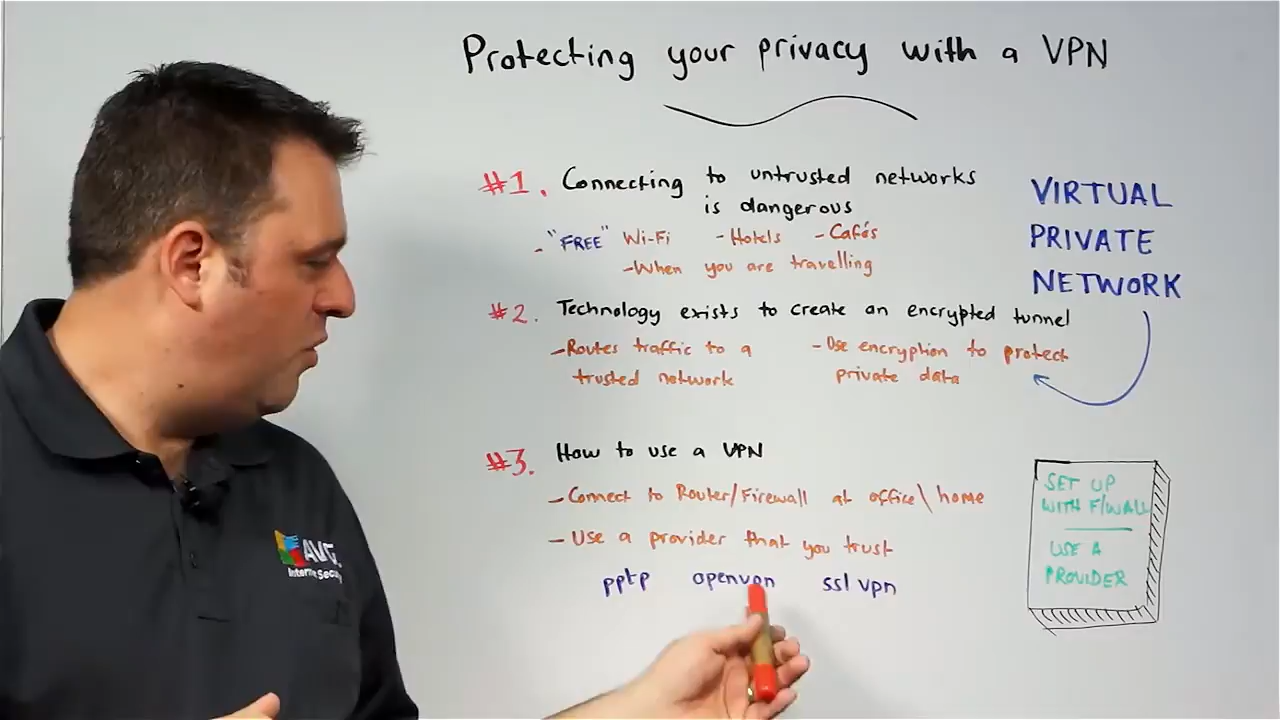 Protecting your privacy with a VPN
#1. Connecting to untrusted networks
is dangerous
- "FREE" Wi-Fi - Hotels - Cafés
- When you are travelling
#2. Technology exists to create an encrypted tunnel
- Routes traffic to a
trusted network
- Use encryption to protect
private data
VIRTUAL
PRIVATE
NETWORK
#3. How to use a VPN
- Connect to Router/Firewall at office\home
- Use a provider that you trust
pptp openvpn ssl vpn
SET UP
WITH F/WALL
USE A
PROVIDER
AVG.
Internet Security